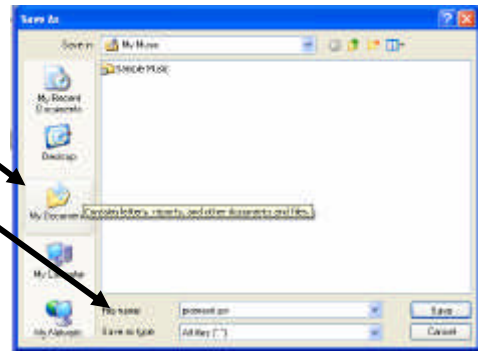 Save As
Save in: My Music
Sample Music
My Recent
Documents
Desktop
My Documents
Contains letters, reports, and other documents and files.
My Computer
File name:
Save
My Network
Save as type: All files (*.*)
Cancel